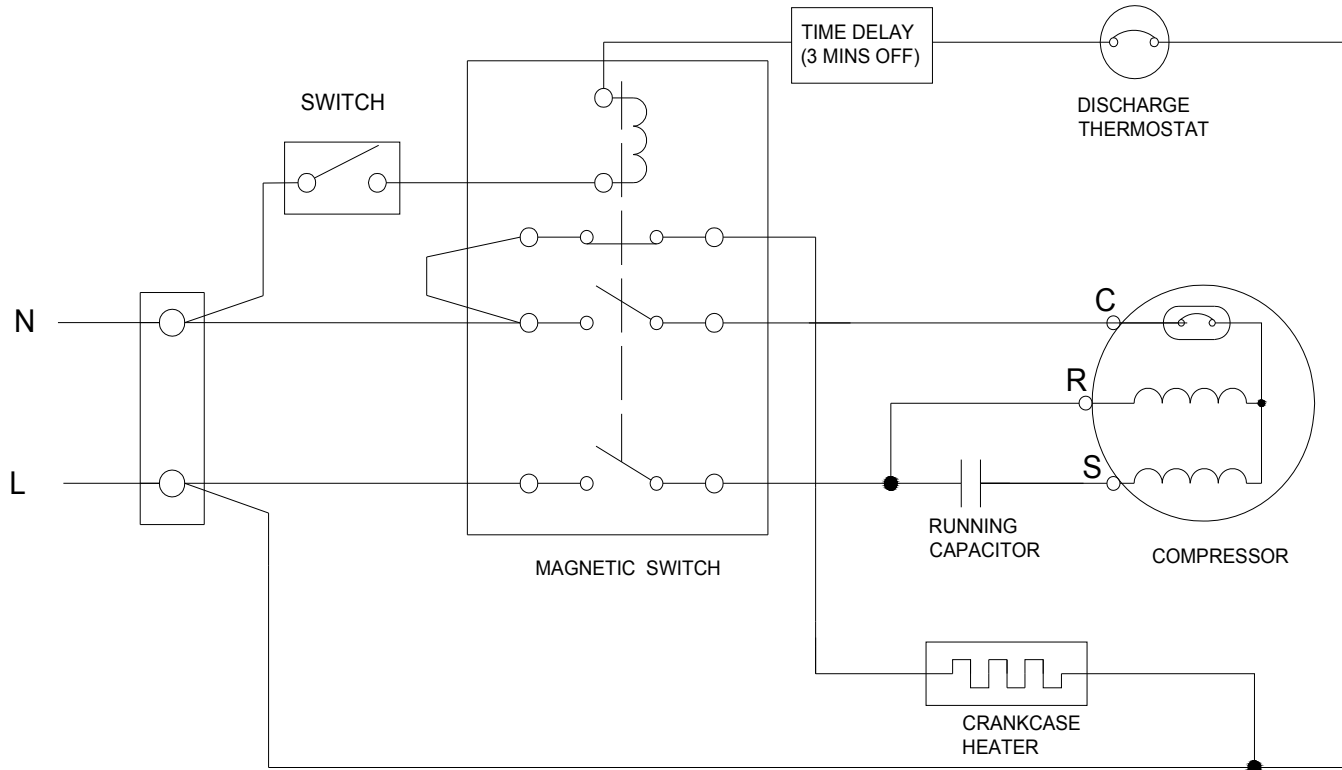 TIME DELAY
(3 MINS OFF)
SWITCH
DISCHARGE
THERMOSTAT
N
C
R
L
S
RUNNING
CAPACITOR
COMPRESSOR
MAGNETIC SWITCH
CRANKCASE
HEATER